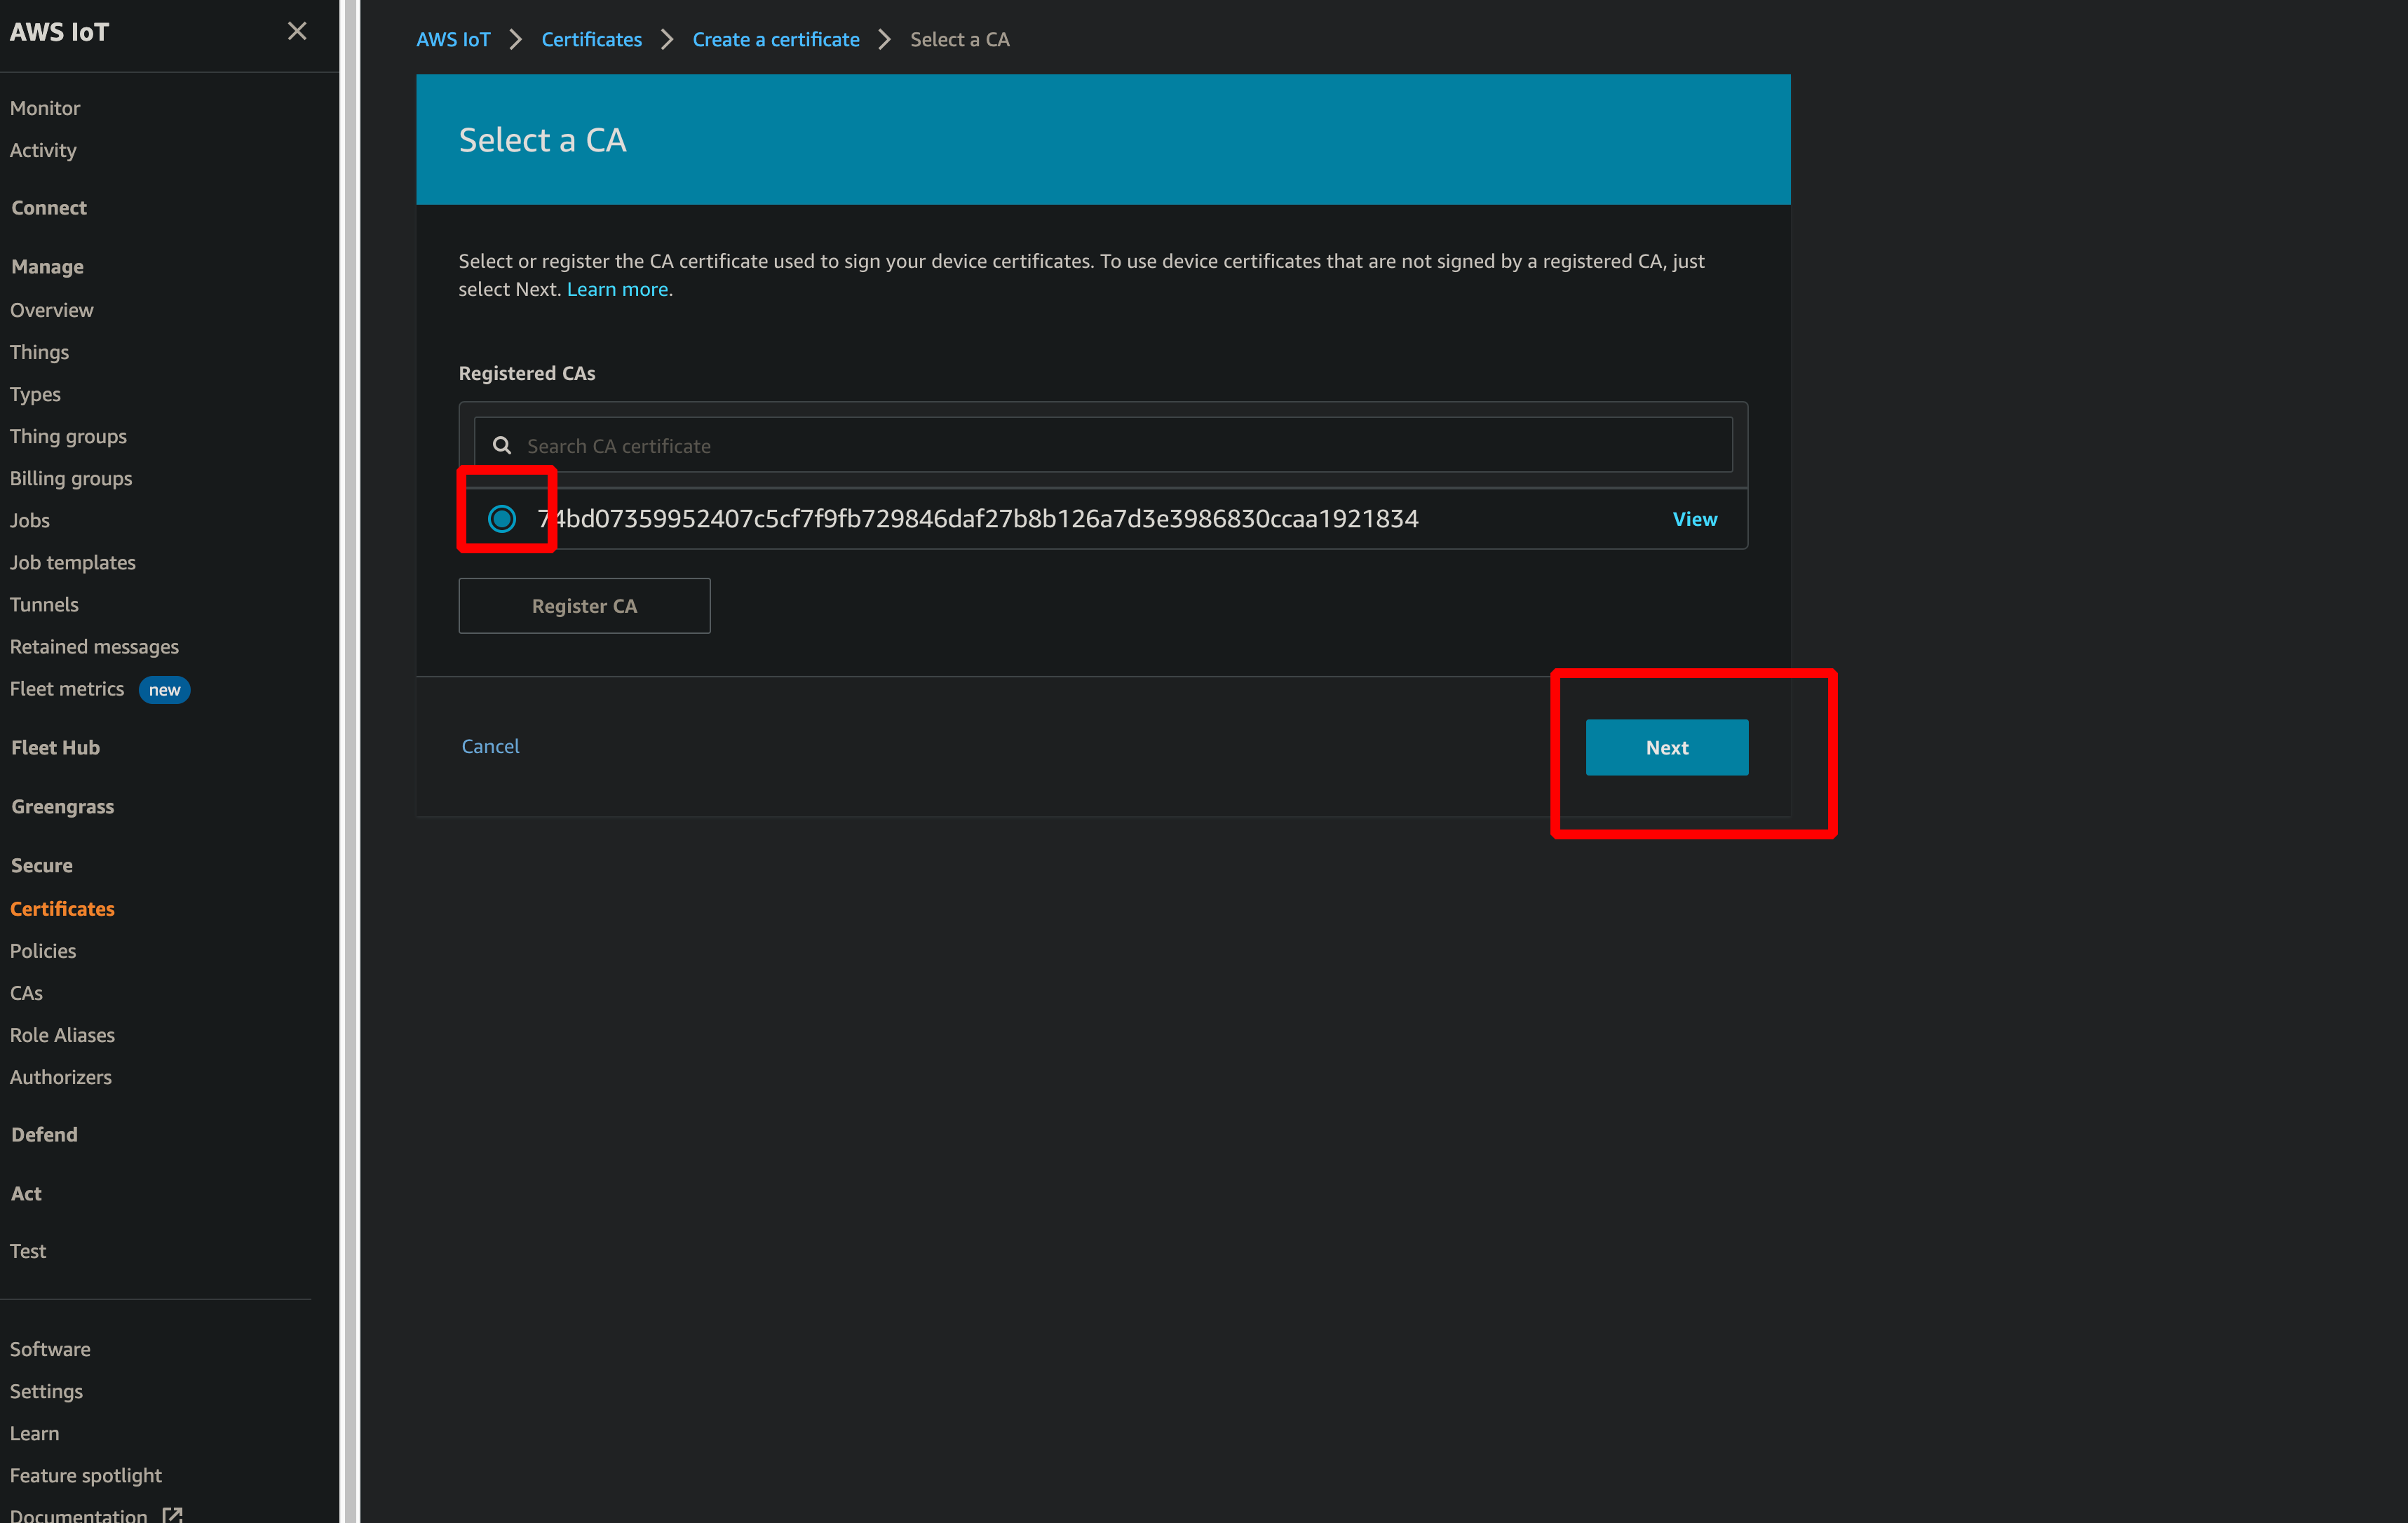 AWS IoT
Monitor
Activity
Connect
Manage
Overview
Things
Types
Thing groups
Billing groups
Jobs
Job templates
Tunnels
Retained messages
Fleet metrics new
Fleet Hub
Greengrass
Secure
Certificates
Policies
CAs
Role Aliases
Authorizers
Defend
Act
Test
Software
Settings
Learn
Feature spotlight
Documentation
AWS IoT > Certificates > Create a certificate > Select a CA
Select a CA
Select or register the CA certificate used to sign your device certificates. To use device certificates that are not signed by a registered CA, just
select Next. Learn more.
Registered CAs
Search CA certificate
74bd07359952407c5cf7f9fb729846daf27b8b126a7d3e3986830ccaa1921834 View
Register CA
Cancel Next